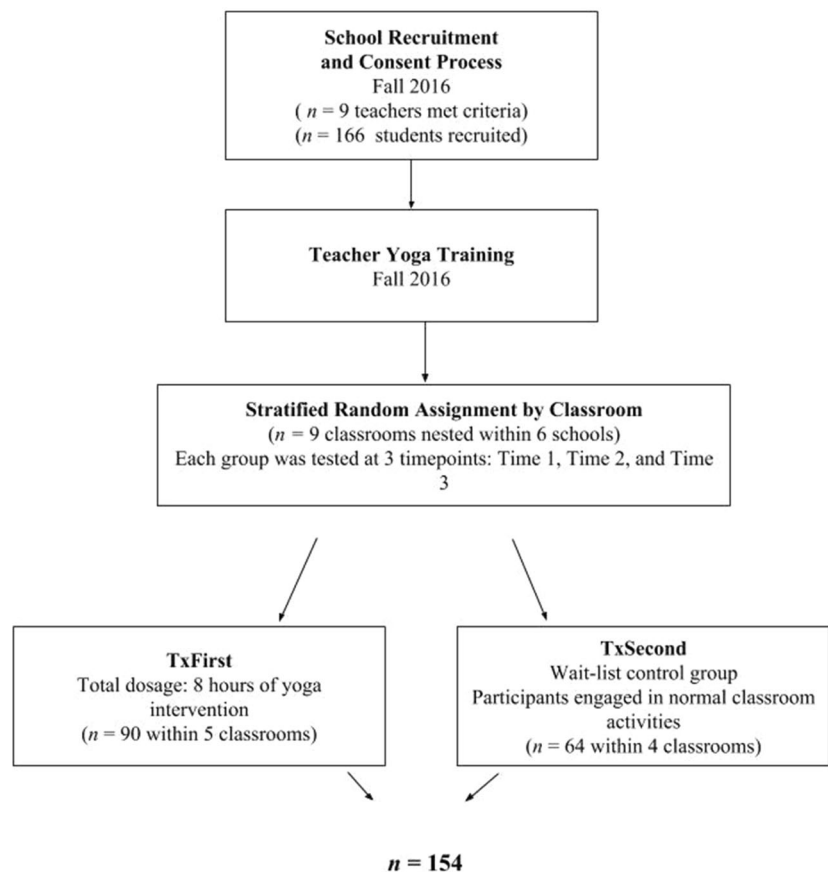 School Recruitment
and Consent Process
Fall 2016
( n = 9 teachers met criteria)
(n = 166 students recruited)
Teacher Yoga Training
Fall 2016
Stratified Random Assignment by Classroom
(n = 9 classrooms nested within 6 schools)
Each group was tested at 3 timepoints: Time 1, Time 2, and Time
3
TxFirst
Total dosage: 8 hours of yoga
intervention
(n = 90 within 5 classrooms)
TxSecond
Wait-list control group
Participants engaged in normal classroom
activities
(n = 64 within 4 classrooms)
n = 154